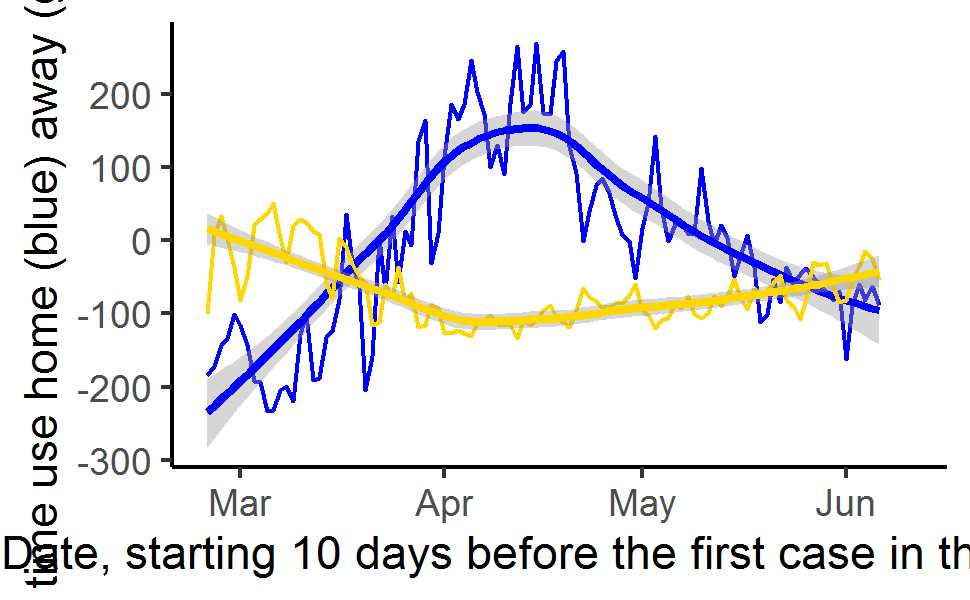 time use home (blue) away (
200
100
0
-100
-200
-300
Mar Apr May Jun
Date, starting 10 days before the first case in th